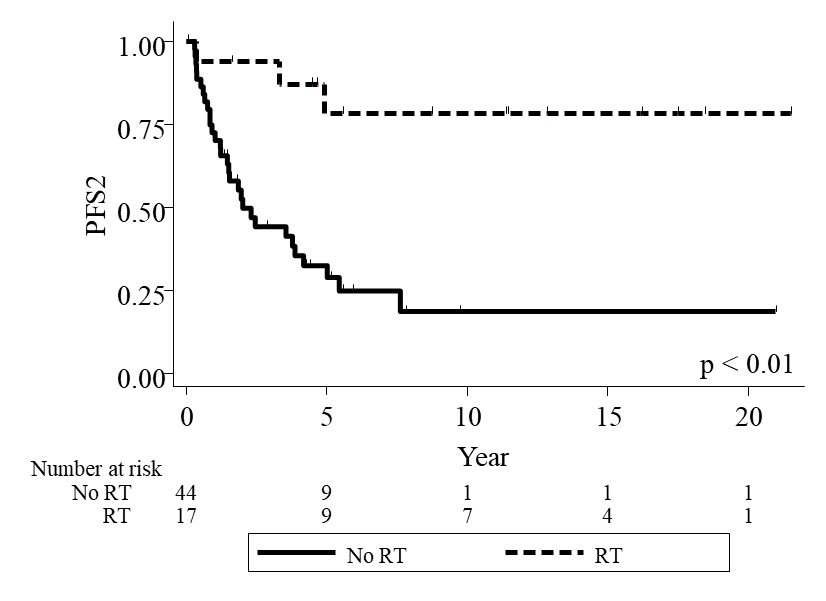 1.00
0.75
PFS2
0.50
0.25
0.00
p < 0.01
0 5 10 15 20
Year
Number at risk
No RT 44 9 1 1 1
RT 17 9 7 4 1
No RT RT